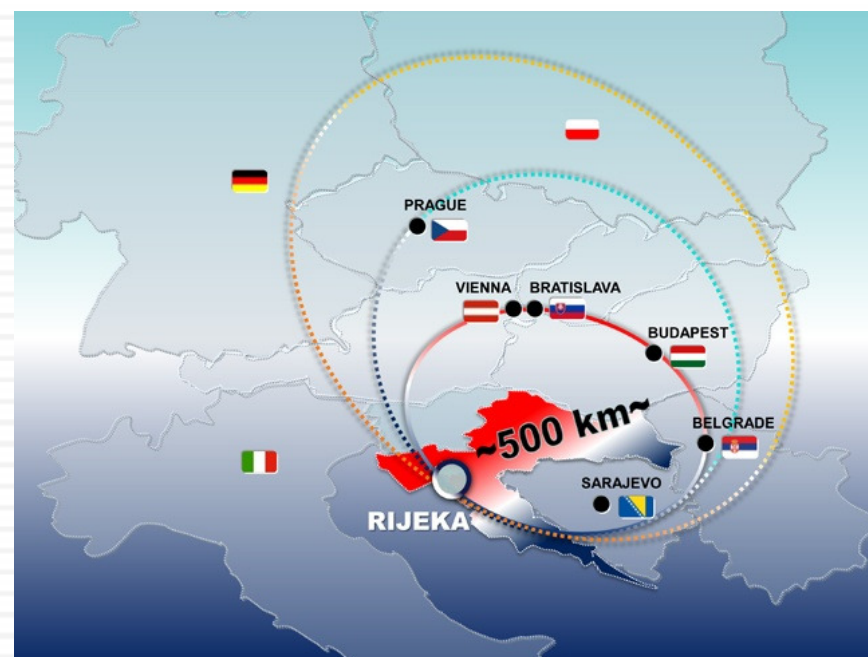 PRAGUE
VIENNA
BRATISLAVA
BUDAPEST
~500 km~
BELGRADE
SARAJEVO
RIJEKA